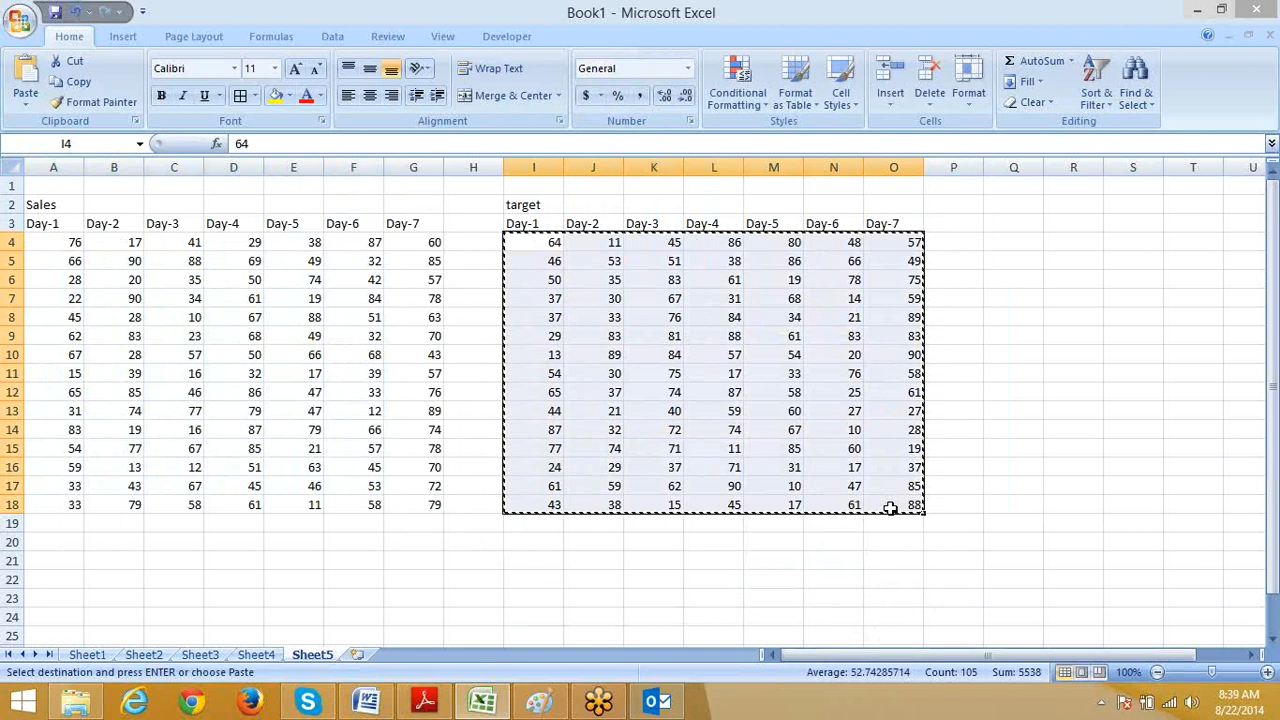 Book1 - Microsoft Excel
Home Insert Page Layout Formulas Data Review View Developer
Paste Cut Copy Format Painter Clipboard
Calibri 11 A A B I U A Font
Wrap Text Merge & Center Alignment
General $ % , Number
Conditional Formatting Format as Table Cell Styles Styles
Insert Delete Format Cells
Σ AutoSum Fill Clear Sort & Filter Find & Select Editing
I4 fx 64
A B C D E F G H I J K L M N O P Q R S T U
1
2 Sales target
3 Day-1 Day-2 Day-3 Day-4 Day-5 Day-6 Day-7 Day-1 Day-2 Day-3 Day-4 Day-5 Day-6 Day-7
4 76 17 41 29 38 87 60 64 11 45 86 80 48 57
5 66 90 88 69 49 32 85 46 53 51 38 86 66 49
6 28 20 35 50 74 42 57 50 35 83 61 19 78 75
7 22 90 34 61 19 84 78 37 30 67 31 68 14 59
8 45 28 10 67 88 51 63 37 33 76 84 34 21 89
9 62 83 23 68 49 32 76 29 83 81 88 61 83 83
10 67 28 57 50 66 68 43 13 89 84 57 54 20 90
11 15 39 16 32 17 39 57 54 30 75 17 33 76 58
12 65 85 46 86 47 33 76 65 37 74 87 58 25 61
13 31 74 77 79 47 12 89 44 21 40 59 60 27 27
14 83 19 16 87 79 66 74 87 32 72 74 67 10 28
15 54 77 67 85 21 57 78 77 74 71 11 85 60 19
16 59 13 12 51 63 45 70 24 29 37 71 31 17 37
17 33 43 67 45 46 53 72 61 59 62 90 10 47 85
18 33 79 58 61 11 58 79 43 38 15 45 17 61 88
19
20
21
22
23
24
25
Sheet1 Sheet2 Sheet3 Sheet4 Sheet5
Select destination and press ENTER or choose Paste Average: 52.74285714 Count: 105 Sum: 5538 100%
8:39 AM
8/22/2014